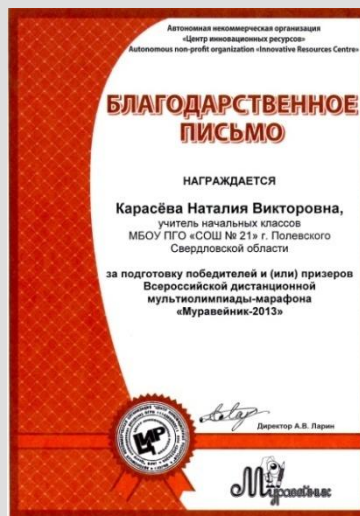 Автономная некоммерческая организация
«Центр инновационных ресурсов»
Autonomous non-profit organization «Innovative Resources Centre»
БЛАГОДАРСТВЕННОЕ
ПИСЬМО
НАГРАЖДАЕТСЯ
Карасёва Наталия Викторовна,
учитель начальных классов
МБОУ ПГО «СОШ № 21» г. Полевского
Свердловской области
за подготовку победителей и (или) призеров
Всероссийской дистанционной
мультиолимпиады-марафона
«Муравейник-2013»
Директор А.В. Ларин
ЦИР
Муравейник